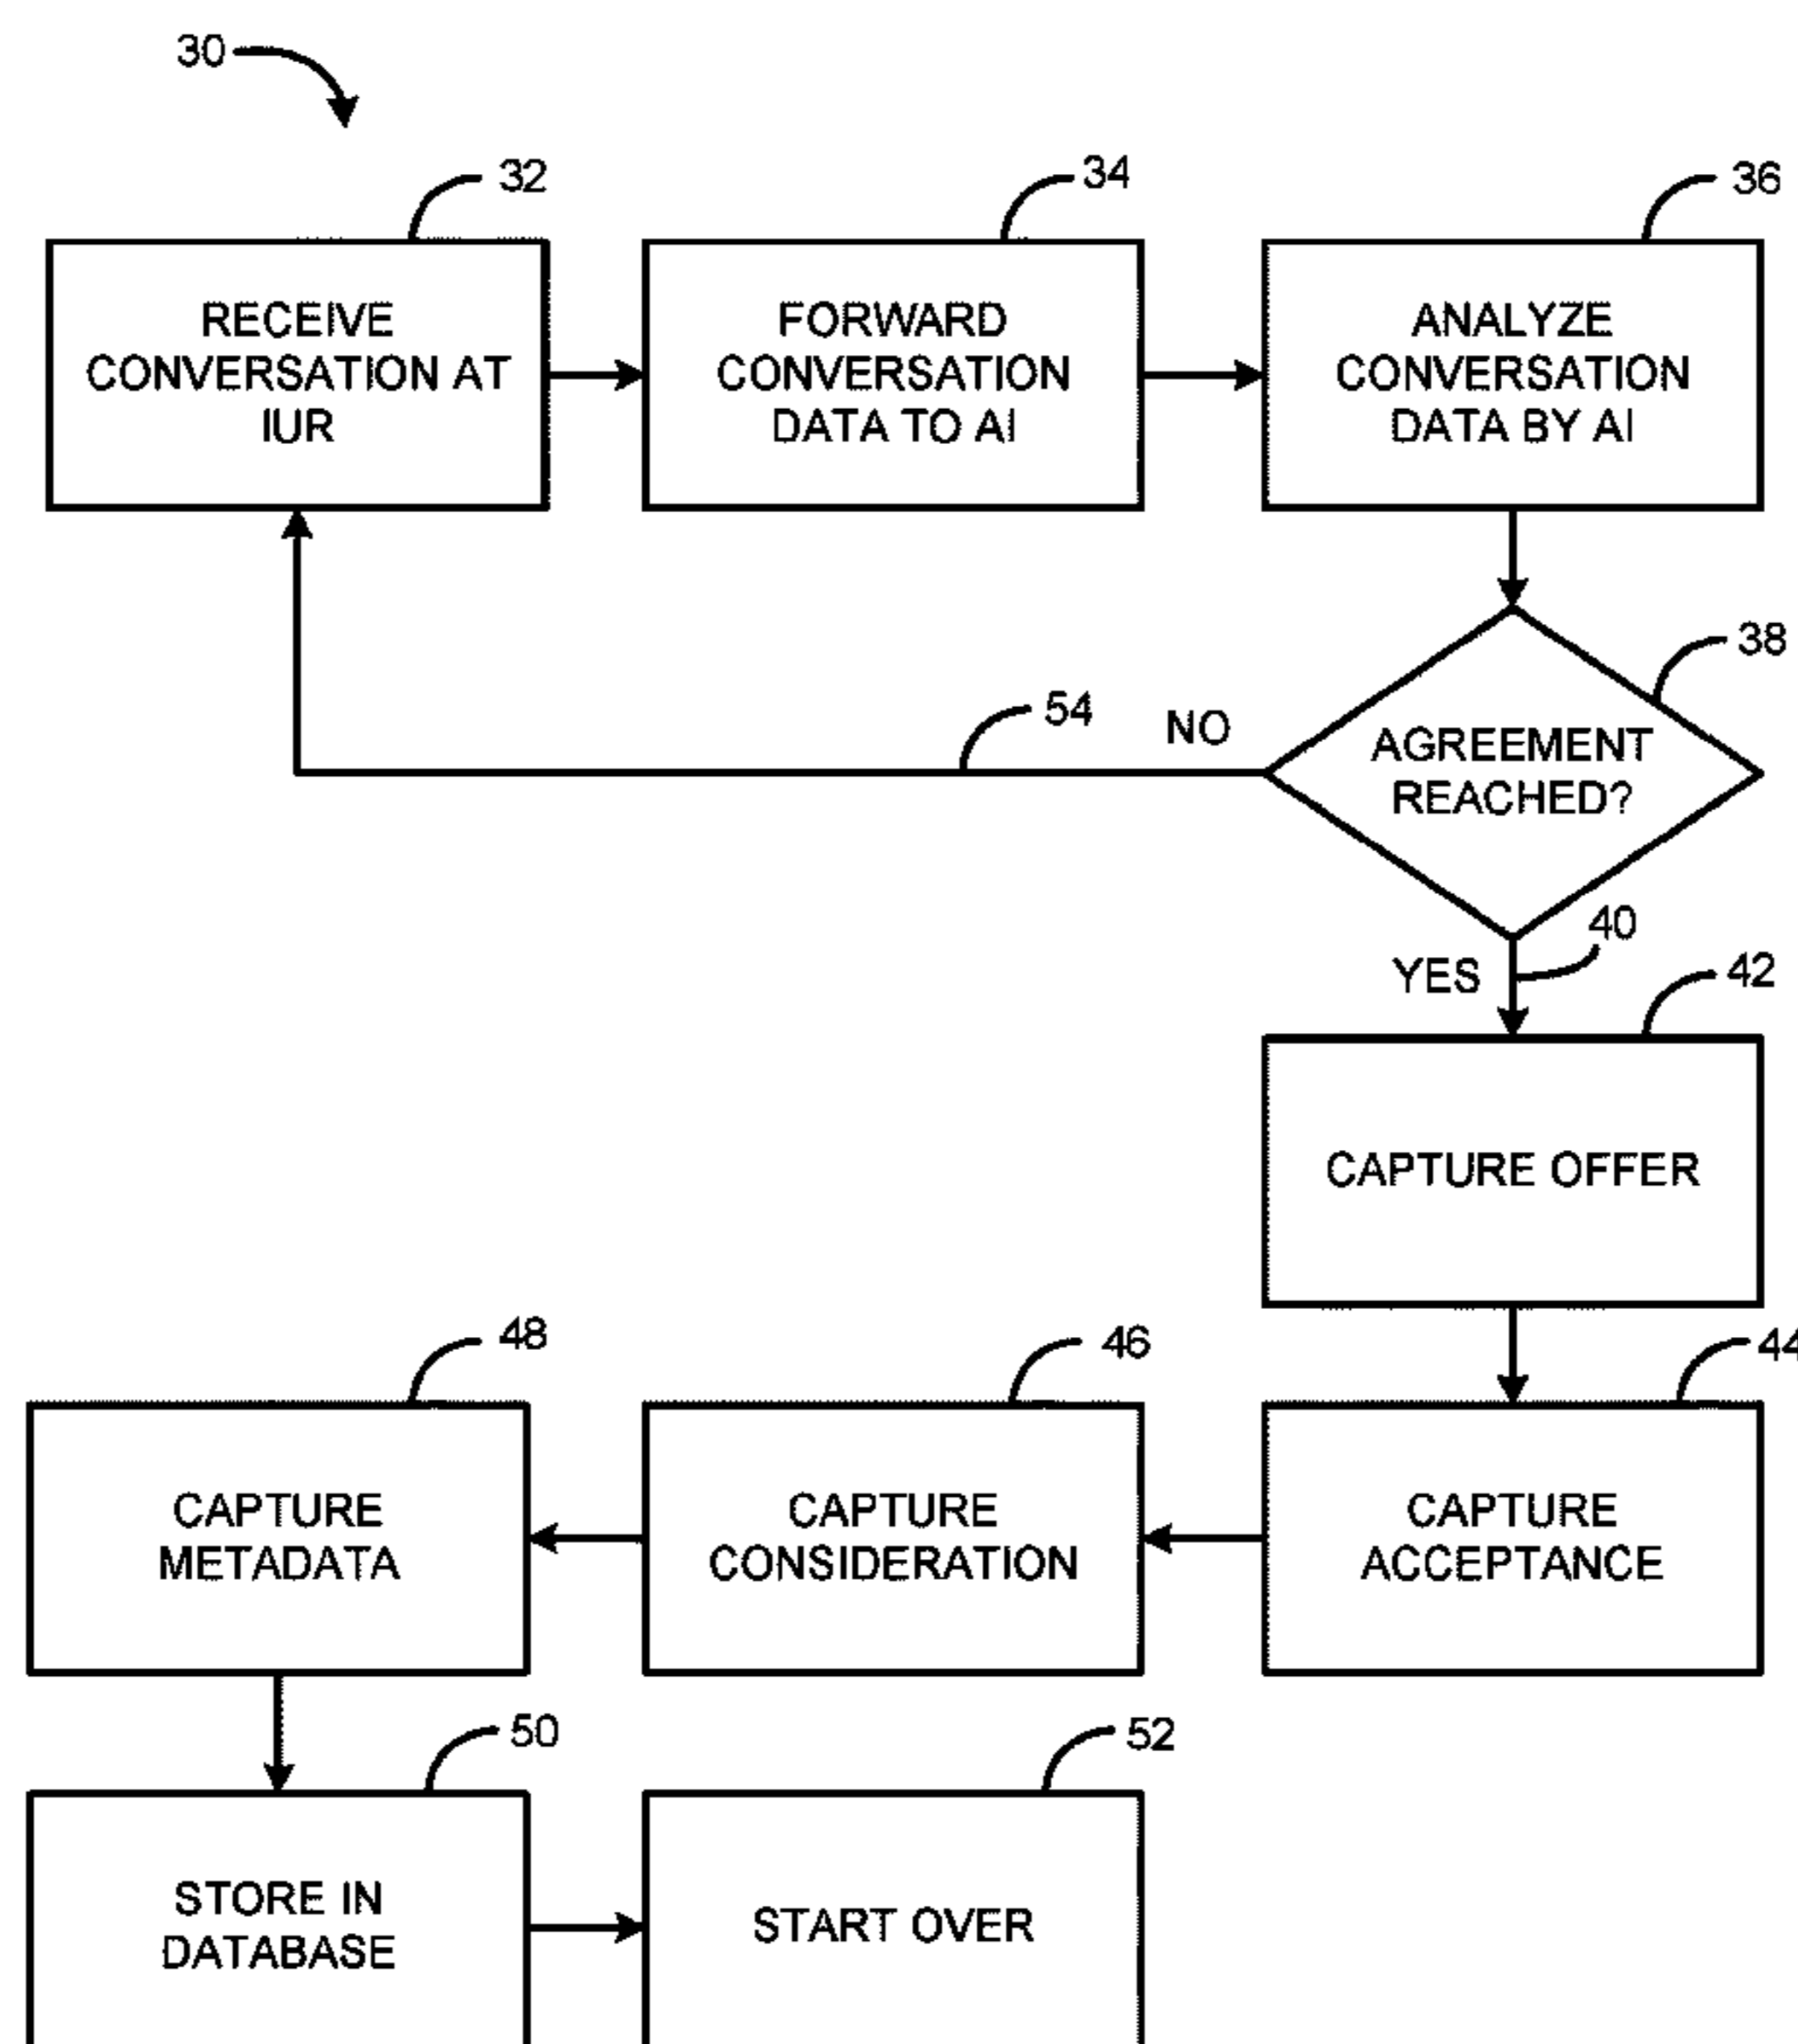 30
32
34
36
RECEIVE
CONVERSATION AT
IUR
FORWARD
CONVERSATION
DATA TO AI
ANALYZE
CONVERSATION
DATA BY AI
38
54
NO
AGREEMENT
REACHED?
40
YES
42
CAPTURE OFFER
48
46
44
CAPTURE
METADATA
CAPTURE
CONSIDERATION
CAPTURE
ACCEPTANCE
50
52
STORE IN
DATABASE
START OVER